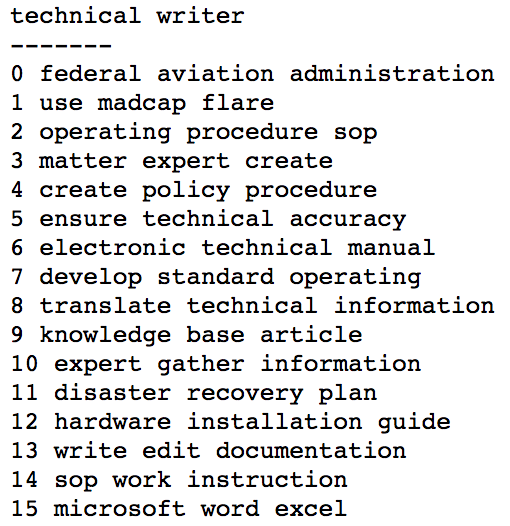 technical writer
-------
0 federal aviation administration
1 use madcap flare
2 operating procedure sop
3 matter expert create
4 create policy procedure
5 ensure technical accuracy
6 electronic technical manual
7 develop standard operating
8 translate technical information
9 knowledge base article
10 expert gather information
11 disaster recovery plan
12 hardware installation guide
13 write edit documentation
14 sop work instruction
15 microsoft word excel